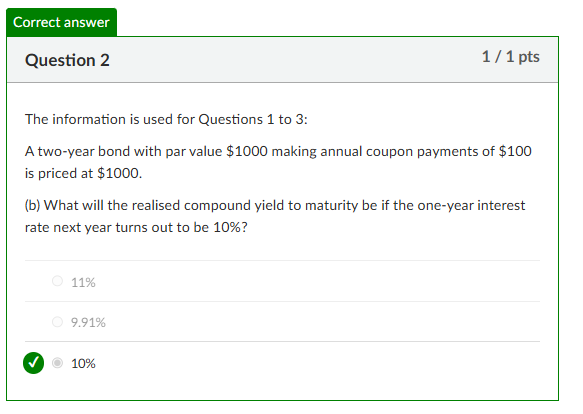 Correct answer
Question 2
1 / 1 pts
The information is used for Questions 1 to 3:
A two-year bond with par value $1000 making annual coupon payments of $100
is priced at $1000.
(b) What will the realised compound yield to maturity be if the one-year interest
rate next year turns out to be 10%?
11%
9.91%
10%